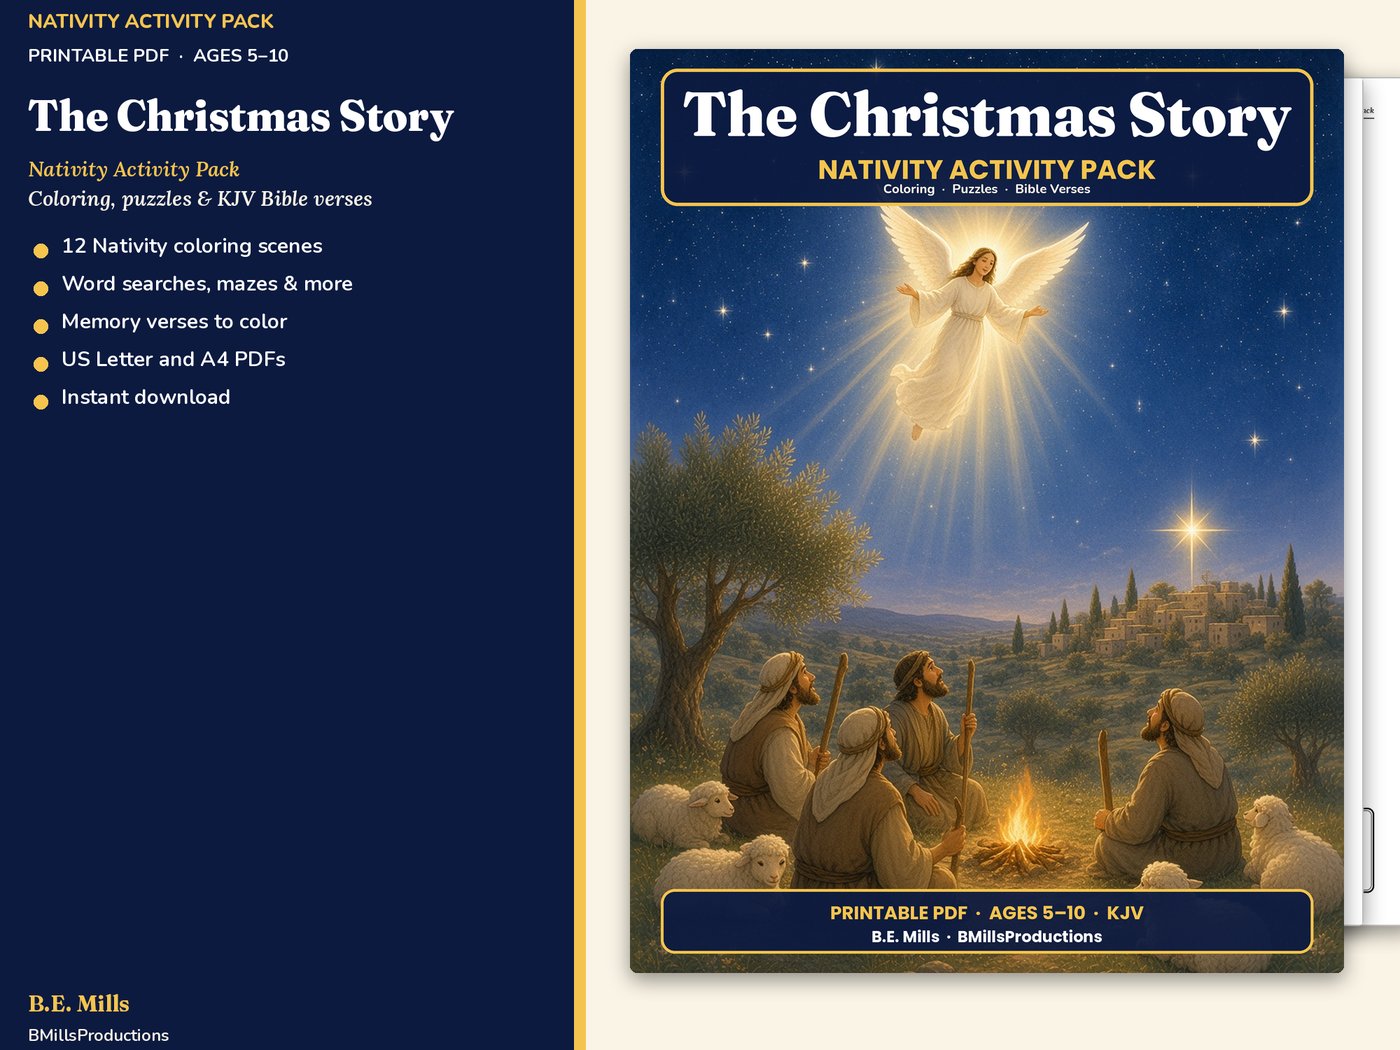 NATIVITY ACTIVITY PACK
PRINTABLE PDF · AGES 5–10
The Christmas Story
Nativity Activity Pack
Coloring, puzzles & KJV Bible verses
12 Nativity coloring scenes
Word searches, mazes & more
Memory verses to color
US Letter and A4 PDFs
Instant download
B.E. Mills
BMillsProductions
The Christmas Story
NATIVITY ACTIVITY PACK
Coloring · Puzzles · Bible Verses
PRINTABLE PDF · AGES 5–10 · KJV
B.E. Mills · BMillsProductions